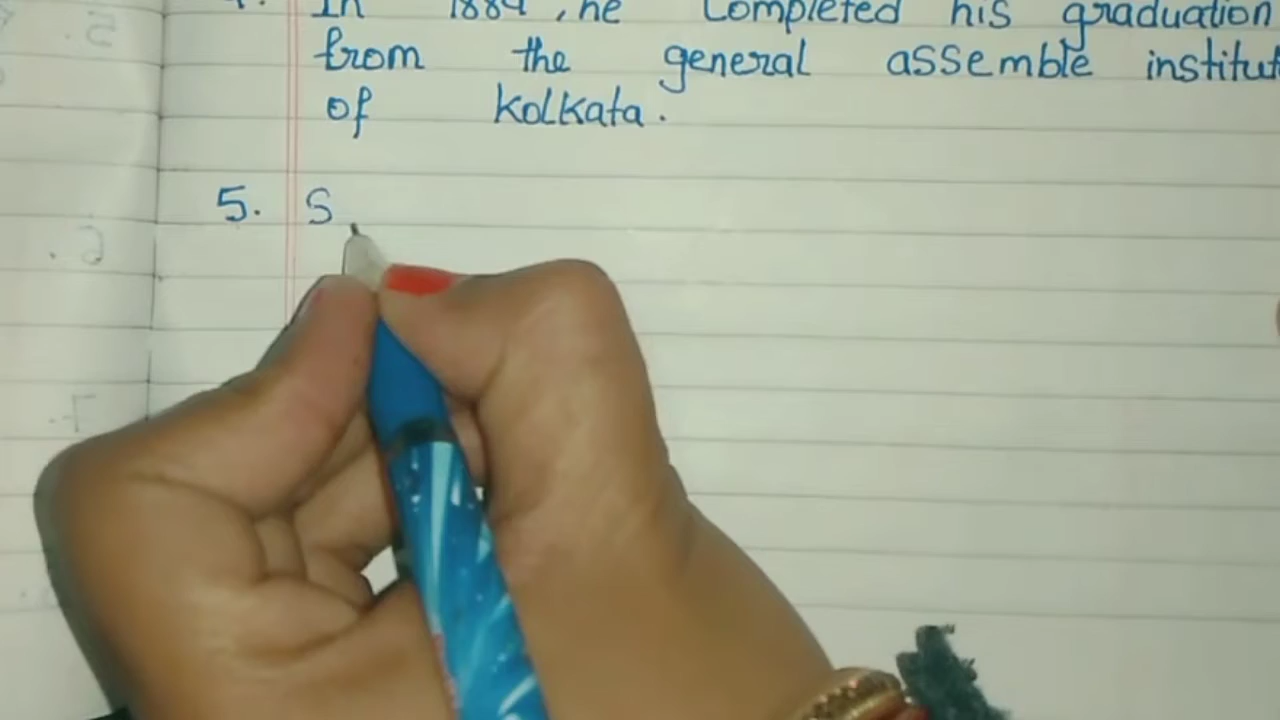 In 1884, he completed his graduation
from the general assemble institut
of Kolkata.
5. S